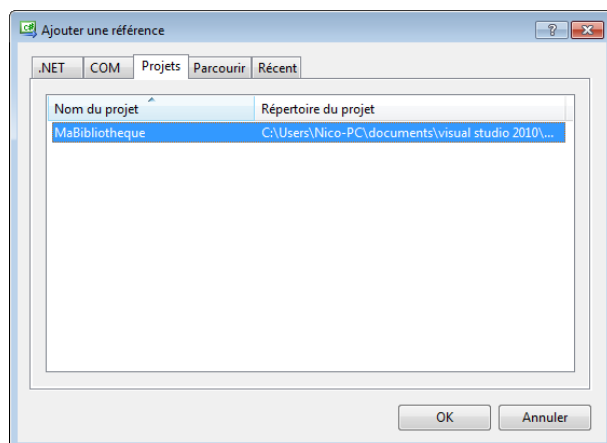 Ajouter une référence
.NET COM Projets Parcourir Récent
Nom du projet Répertoire du projet
MaBibliotheque C:\Users\Nico-PC\documents\visual studio 2010\...
OK Annuler